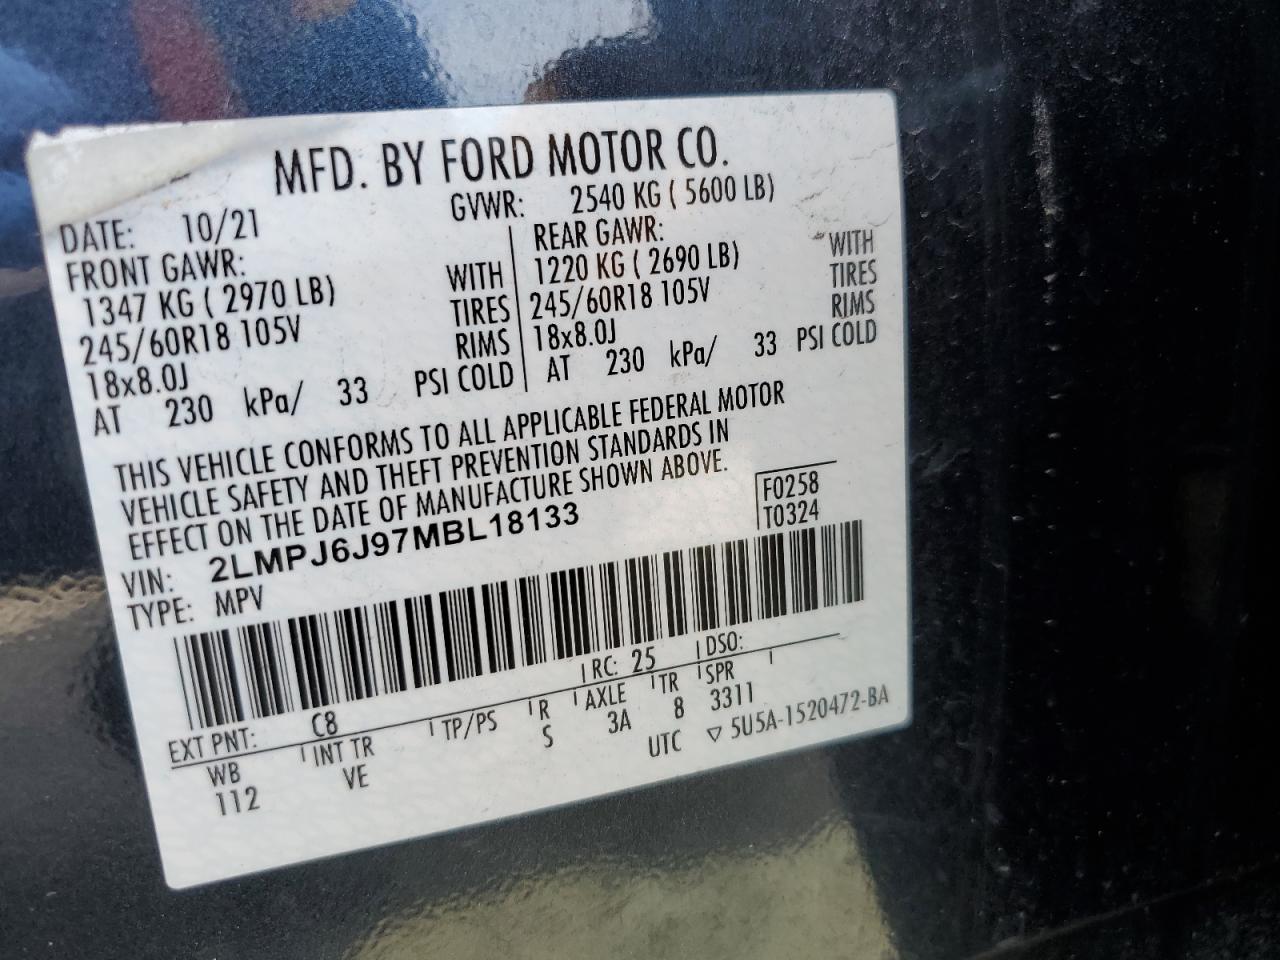 MFD. BY FORD MOTOR CO.
DATE: 10/21 GVWR: 2540 KG ( 5600 LB)
FRONT GAWR: REAR GAWR:
1347 KG ( 2970 LB) WITH 1220 KG ( 2690 LB) WITH
245/60R18 105V TIRES 245/60R18 105V TIRES
18x8.0J RIMS 18x8.0J RIMS
AT 230 kPa/ 33 PSI COLD AT 230 kPa/ 33 PSI COLD
THIS VEHICLE CONFORMS TO ALL APPLICABLE FEDERAL MOTOR
VEHICLE SAFETY AND THEFT PREVENTION STANDARDS IN
EFFECT ON THE DATE OF MANUFACTURE SHOWN ABOVE.
F0258
VIN: 2LMPJ6J97MBL18133 T0324
TYPE: MPV
EXT PNT: C8 RC: 25 DSO:
WB INT TR TP/PS R AXLE TR SPR
112 VE S 3A 8 3311
UTC ▽ 5U5A-1520472-BA